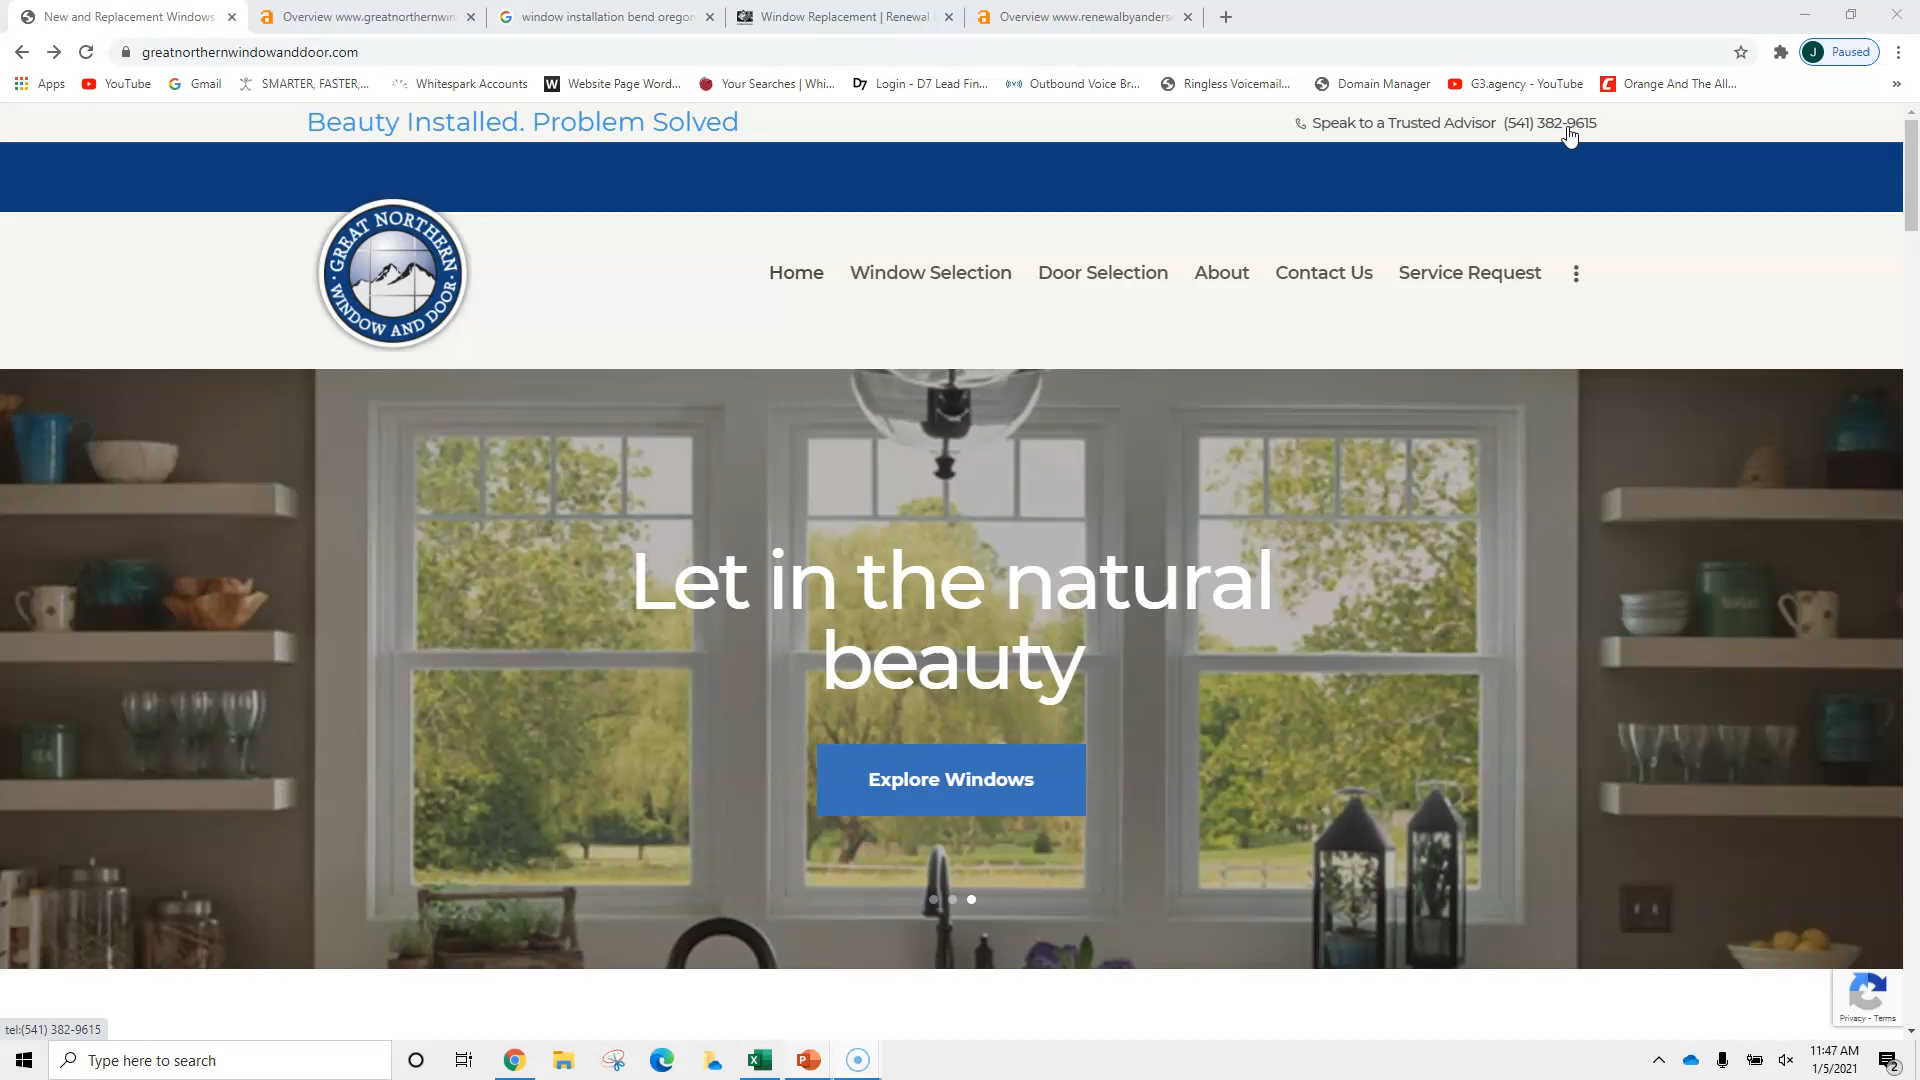 New and Replacement Windows
Overview www.greatnorthernwin
window installation bend oregon
Window Replacement | Renewal
Overview www.renewalbyanders
greatnorthernwindowanddoor.com
J Paused
Apps
YouTube
Gmail
SMARTER, FASTER,...
Whitespark Accounts
W Website Page Word...
Your Searches | Whi...
D7 Login - D7 Lead Fin...
Outbound Voice Br...
Ringless Voicemail...
Domain Manager
G3.agency - YouTube
Orange And The All...
Beauty Installed. Problem Solved
Speak to a Trusted Advisor (541) 382-9615
GREAT NORTHERN
WINDOW AND DOOR
Home
Window Selection
Door Selection
About
Contact Us
Service Request
Let in the natural
beauty
Explore Windows
Privacy - Terms
tel:(541) 382-9615
Type here to search
11:47 AM
1/5/2021
2